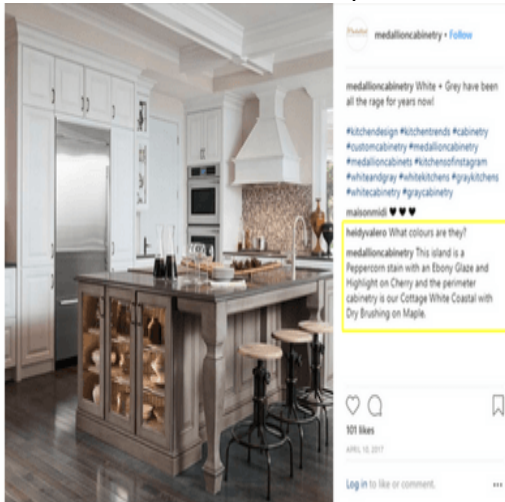 medallioncabinetry • Follow
medallioncabinetry White + Grey have been
all the rage for years now!
#kitchendesign #kitchentrends #cabinetry
#customcabinetry #medallioncabinetry
#medallioncabinets #kitchensofinstagram
#whiteandgray #whitekitchens #graykitchens
#whitecabinetry #graycabinetry
maisonmidi ♥ ♥ ♥
heidyvalero What colours are they?
medallioncabinetry This island is a
Peppercorn stain with an Ebony Glaze and
Highlight on Cherry and the perimeter
cabinetry is our Cottage White Coastal with
Dry Brushing on Maple.
101 likes
APRIL 10, 2017
Log in to like or comment.